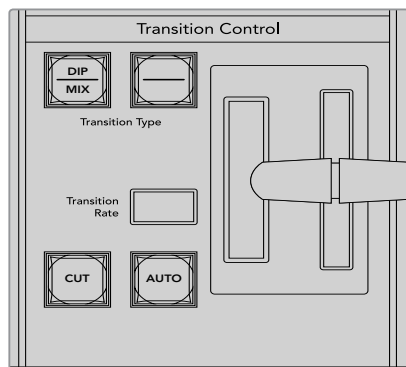 Transition Control
DIP
MIX
Transition Type
Transition
Rate
CUT
AUTO